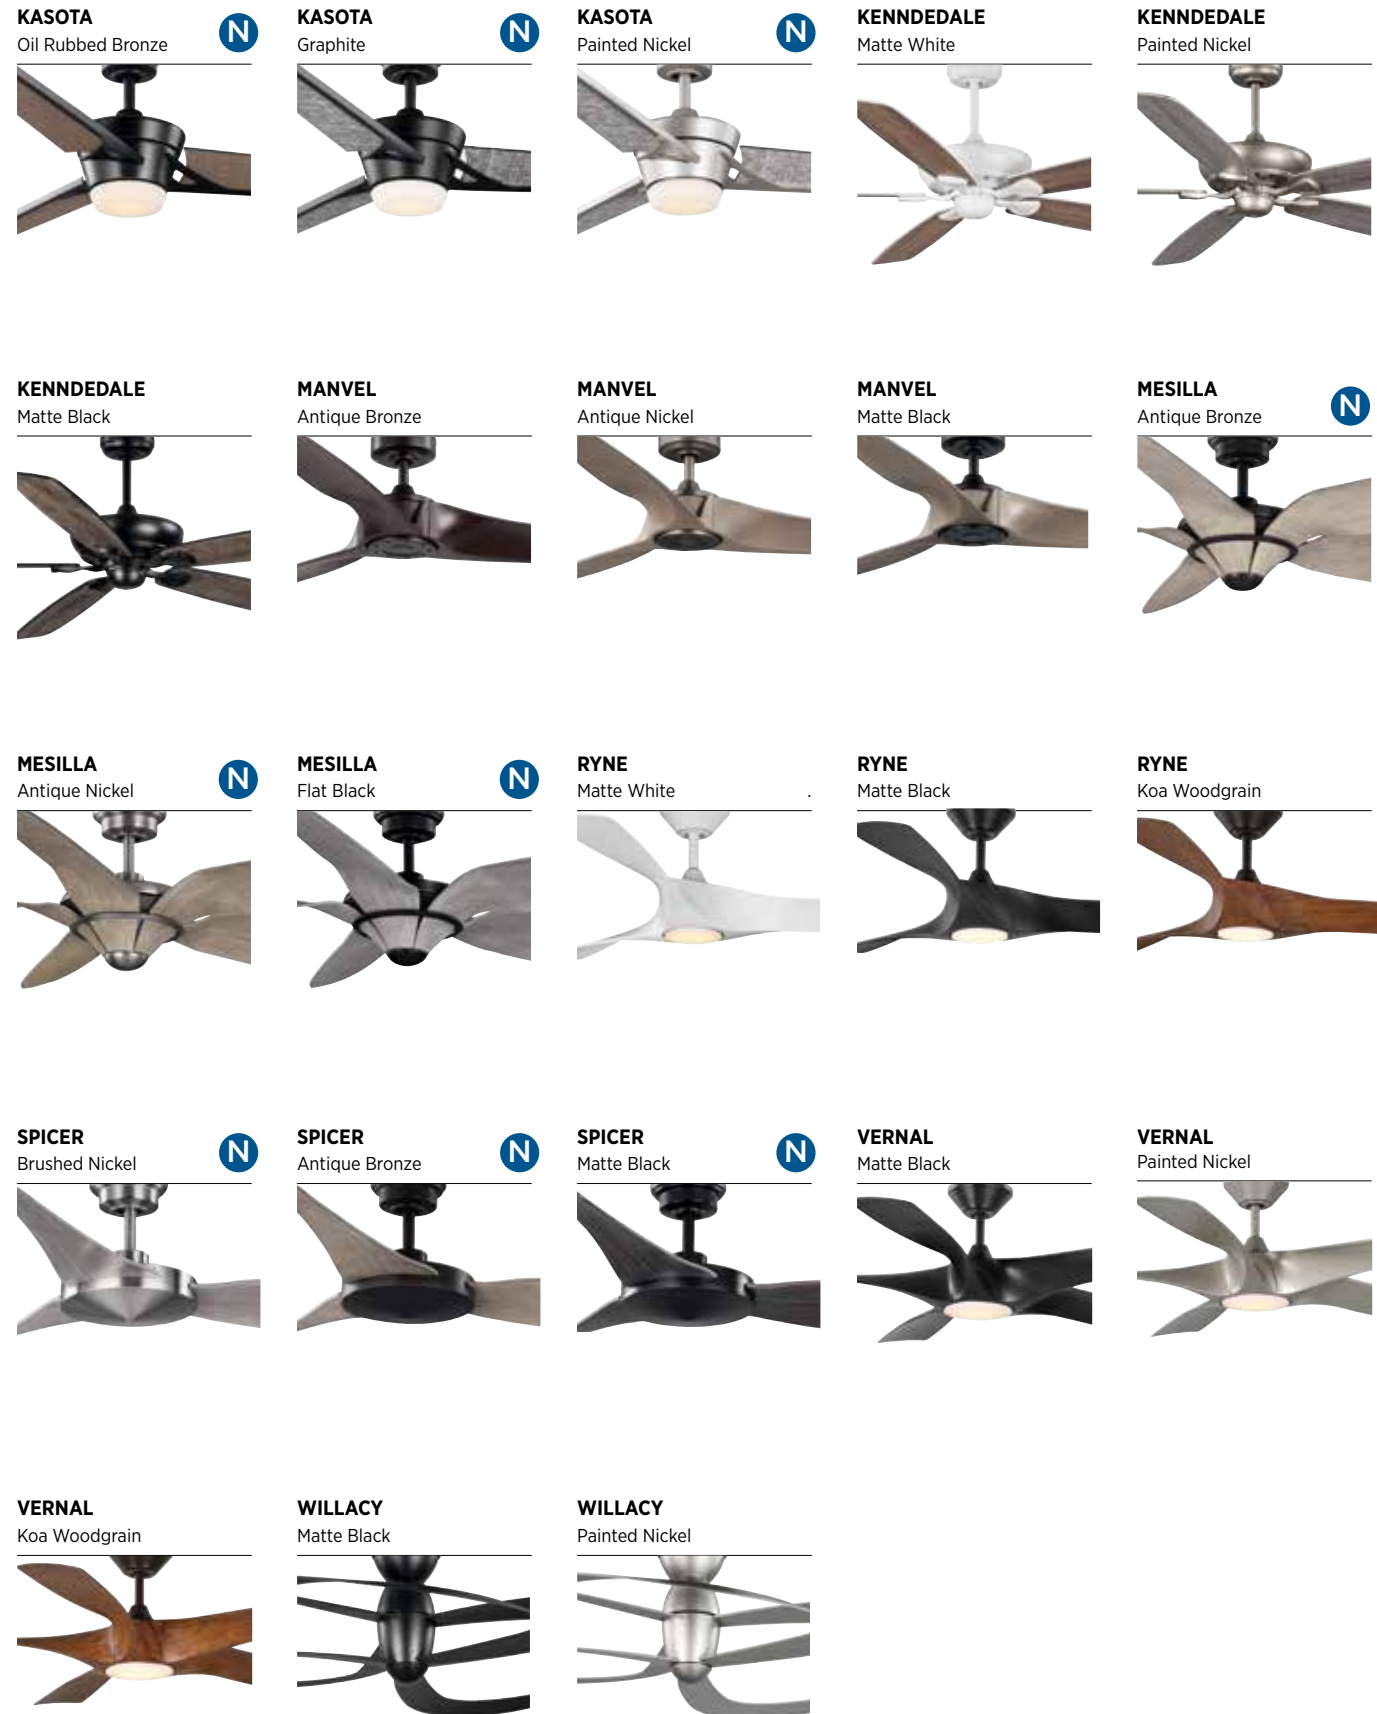 KASOTA
Oil Rubbed Bronze
N
KASOTA
Graphite
N
KASOTA
Painted Nickel
N
KENNDEDALE
Matte White
KENNDEDALE
Painted Nickel
KENNDEDALE
Matte Black
MANVEL
Antique Bronze
MANVEL
Antique Nickel
MANVEL
Matte Black
MESILLA
Antique Bronze
N
MESILLA
Antique Nickel
N
MESILLA
Flat Black
N
RYNE
Matte White .
RYNE
Matte Black
RYNE
Koa Woodgrain
SPICER
Brushed Nickel
N
SPICER
Antique Bronze
N
SPICER
Matte Black
N
VERNAL
Matte Black
VERNAL
Painted Nickel
VERNAL
Koa Woodgrain
WILLACY
Matte Black
WILLACY
Painted Nickel